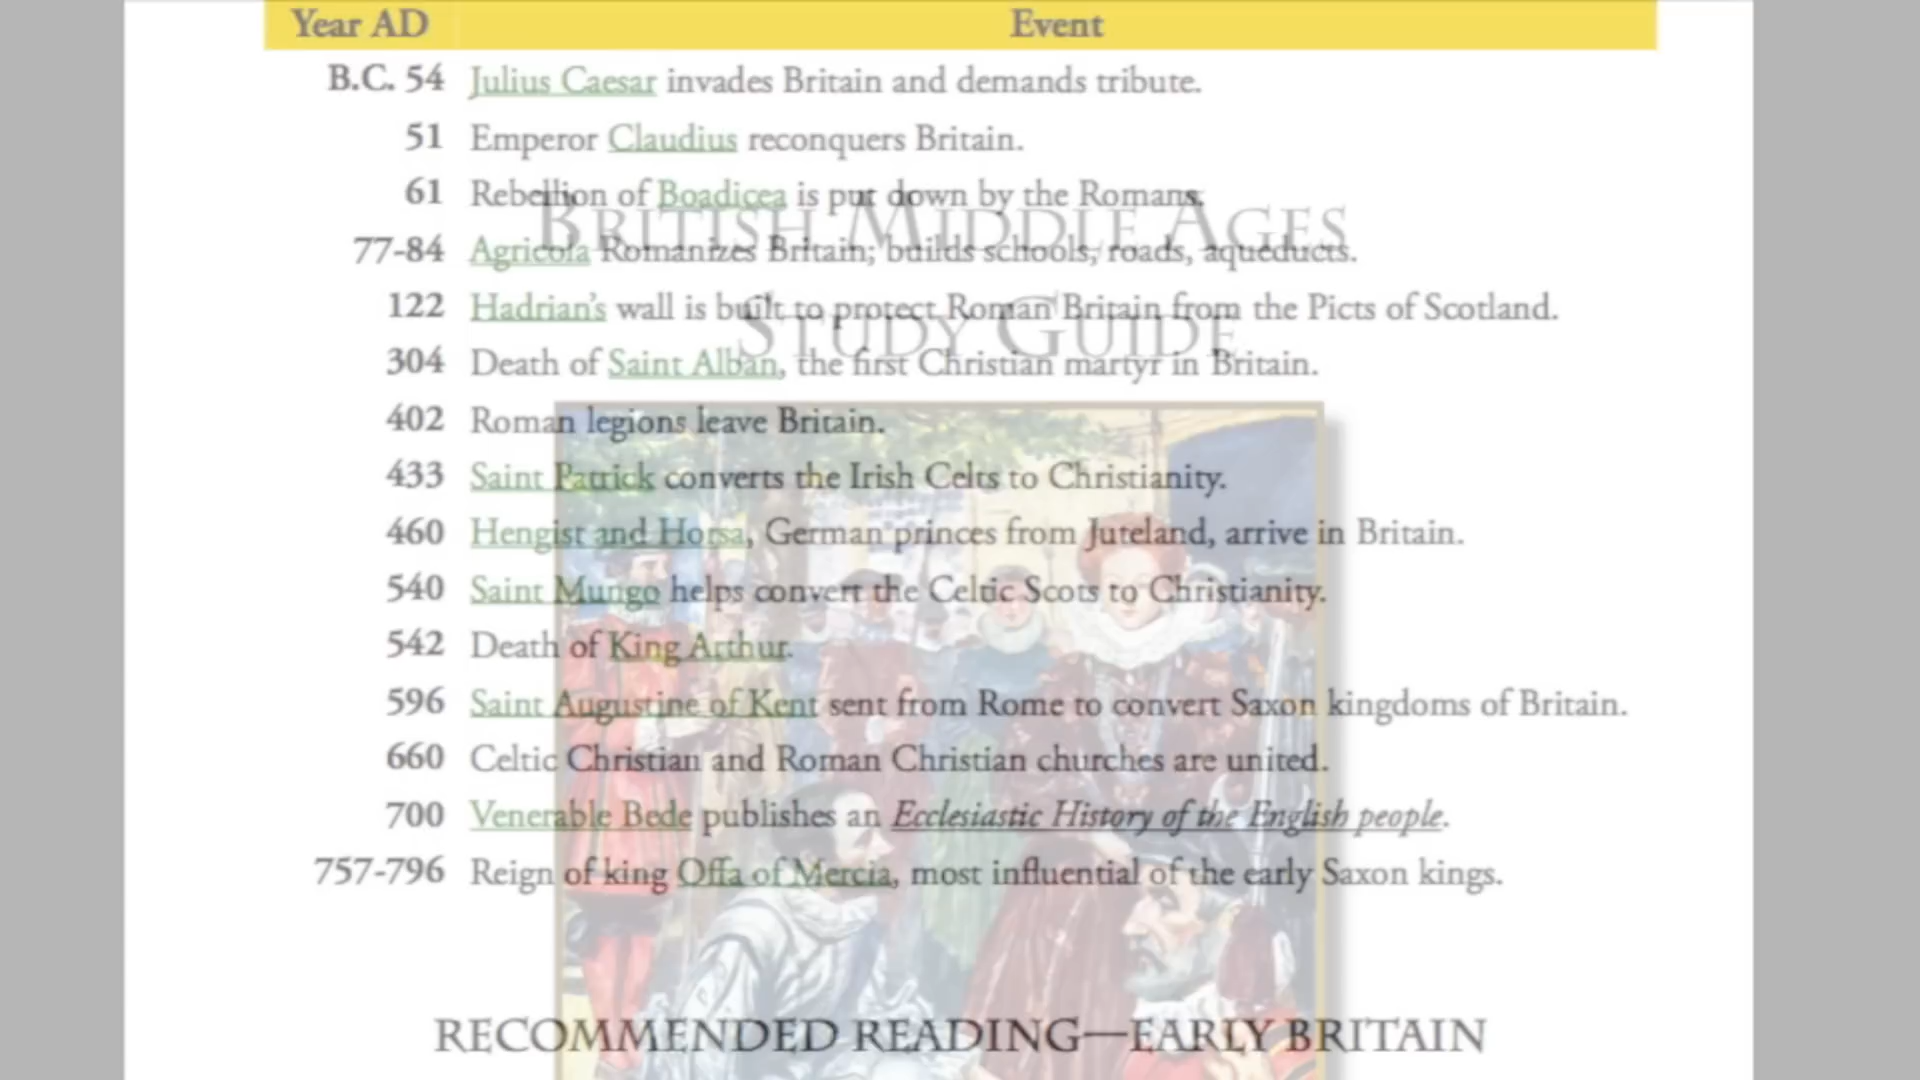 Year AD Event
B.C. 54 Julius Caesar invades Britain and demands tribute.
51 Emperor Claudius reconquers Britain.
61 Rebellion of Boadicea is put down by the Romans.
BRITISH MIDDLE AGES
77-84 Agricola Romanizes Britain; builds schools, roads, aqueducts.
122 Hadrian's wall is built to protect Roman Britain from the Picts of Scotland.
STUDY GUIDE
304 Death of Saint Alban, the first Christian martyr in Britain.
402 Roman legions leave Britain.
433 Saint Patrick converts the Irish Celts to Christianity.
460 Hengist and Horsa, German princes from Juteland, arrive in Britain.
540 Saint Mungo helps convert the Celtic Scots to Christianity.
542 Death of King Arthur.
596 Saint Augustine of Kent sent from Rome to convert Saxon kingdoms of Britain.
660 Celtic Christian and Roman Christian churches are united.
700 Venerable Bede publishes an Ecclesiastic History of the English people.
757-796 Reign of king Offa of Mercia, most influential of the early Saxon kings.
RECOMMENDED READING—EARLY BRITAIN